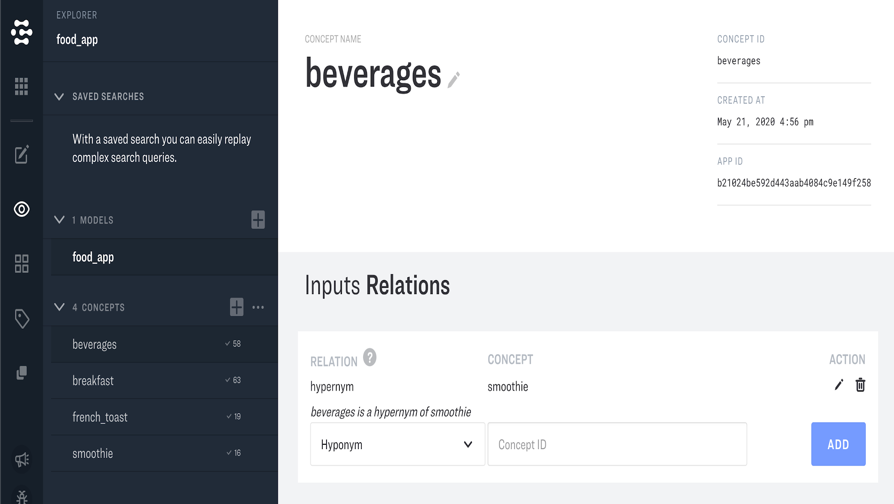 EXPLORER
food_app
SAVED SEARCHES
With a saved search you can easily replay
complex search queries.
1 MODELS
food_app
4 CONCEPTS
beverages 58
breakfast 63
french_toast 19
smoothie 16
CONCEPT NAME
beverages
CONCEPT ID
beverages
CREATED AT
May 21, 2020 4:56 pm
APP ID
b21024be592d443aab4084c9e149f258
Inputs Relations
RELATION ? CONCEPT ACTION
hypernym smoothie
beverages is a hypernym of smoothie
Hyponym Concept ID ADD